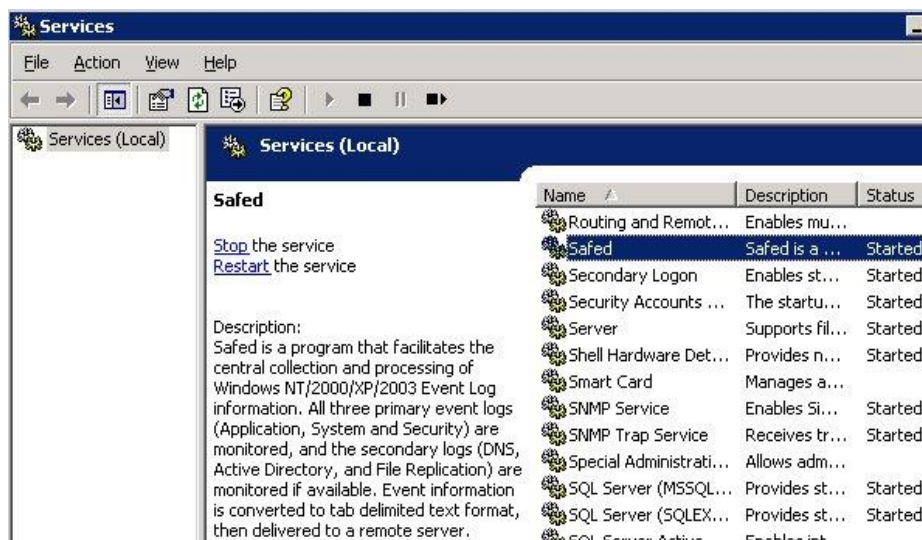 Services
File Action View Help
Services (Local)
Services (Local)
Safed
Stop the service
Restart the service
Description:
Safed is a program that facilitates the
central collection and processing of
Windows NT/2000/XP/2003 Event Log
information. All three primary event logs
(Application, System and Security) are
monitored, and the secondary logs (DNS,
Active Directory, and File Replication) are
monitored if available. Event information
is converted to tab delimited text format,
then delivered to a remote server.
Name Description Status
Routing and Remot... Enables mu...
Safed Safed is a ... Started
Secondary Logon Enables st... Started
Security Accounts ... The startu... Started
Server Supports fil... Started
Shell Hardware Det... Provides n... Started
Smart Card Manages a...
SNMP Service Enables Si... Started
SNMP Trap Service Receives tr... Started
Special Administrati... Allows adm...
SQL Server (MSSQL... Provides st... Started
SQL Server (SQLEX... Provides st... Started
SQL Server Active Enables int